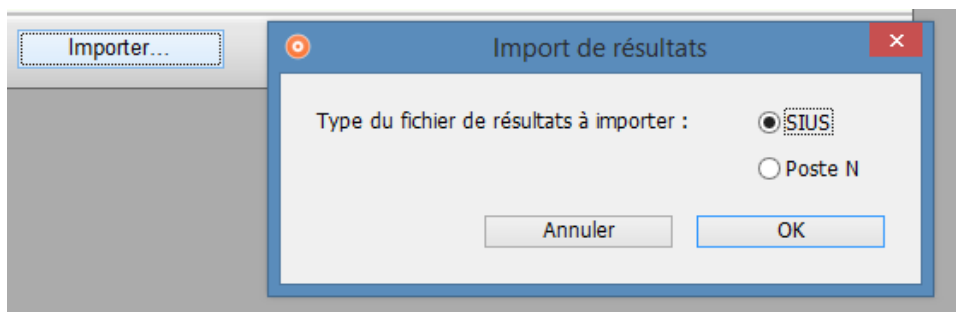 Importer...
Import de résultats
Type du fichier de résultats à importer :
SIUS
Poste N
Annuler
OK